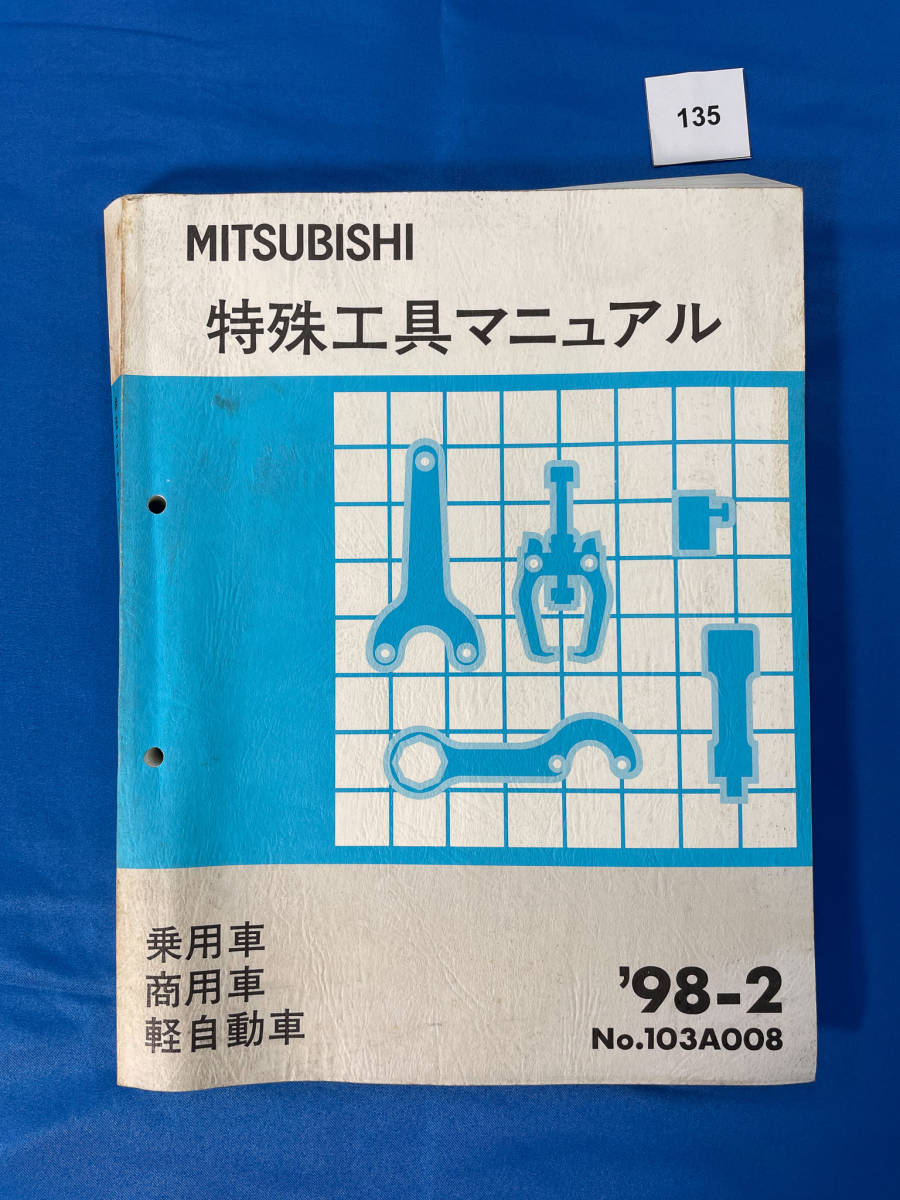 135
MITSUBISHI
特殊工具マニュアル
乗用車
商用車
軽自動車
'98-2
No.103A008